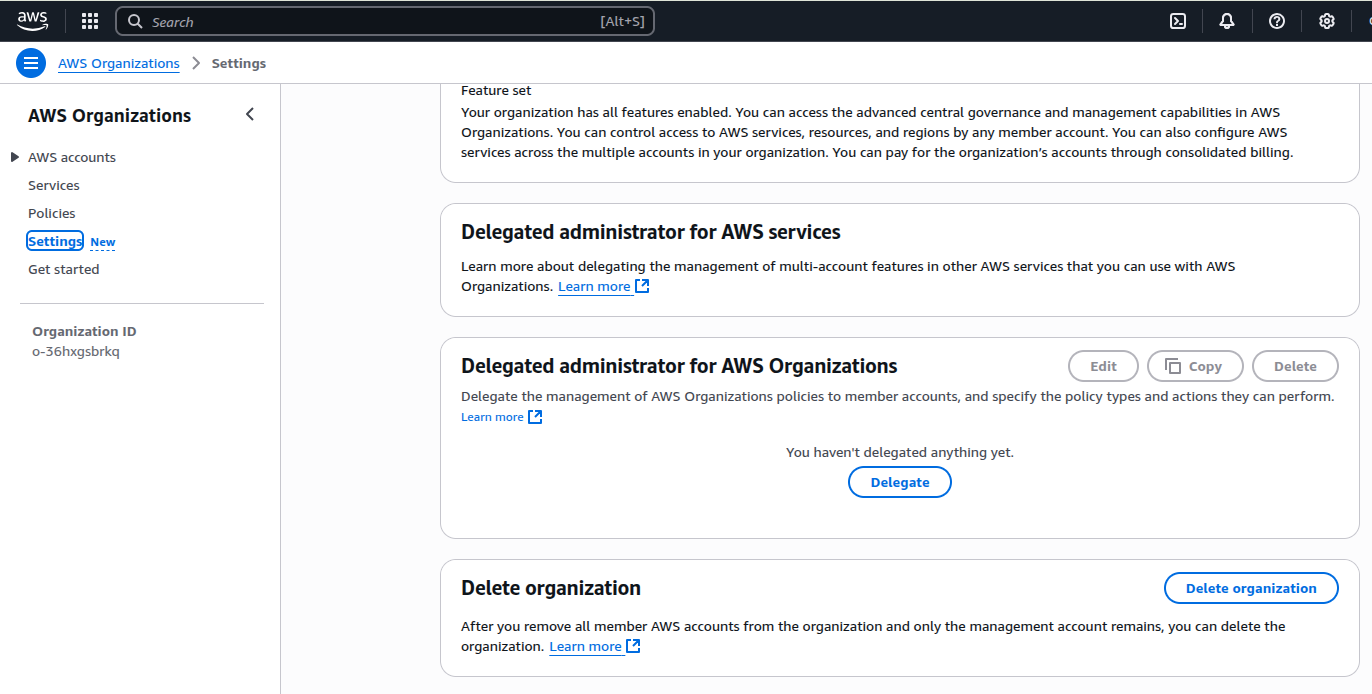 aws
Search [Alt+S]
AWS Organizations > Settings
AWS Organizations
AWS accounts
Services
Policies
Settings New
Get started
Organization ID
o-36hxgsbrkq
Feature set
Your organization has all features enabled. You can access the advanced central governance and management capabilities in AWS
Organizations. You can control access to AWS services, resources, and regions by any member account. You can also configure AWS
services across the multiple accounts in your organization. You can pay for the organization's accounts through consolidated billing.
Delegated administrator for AWS services
Learn more about delegating the management of multi-account features in other AWS services that you can use with AWS
Organizations. Learn more
Delegated administrator for AWS Organizations Edit Copy Delete
Delegate the management of AWS Organizations policies to member accounts, and specify the policy types and actions they can perform.
Learn more
You haven't delegated anything yet.
Delegate
Delete organization Delete organization
After you remove all member AWS accounts from the organization and only the management account remains, you can delete the
organization. Learn more